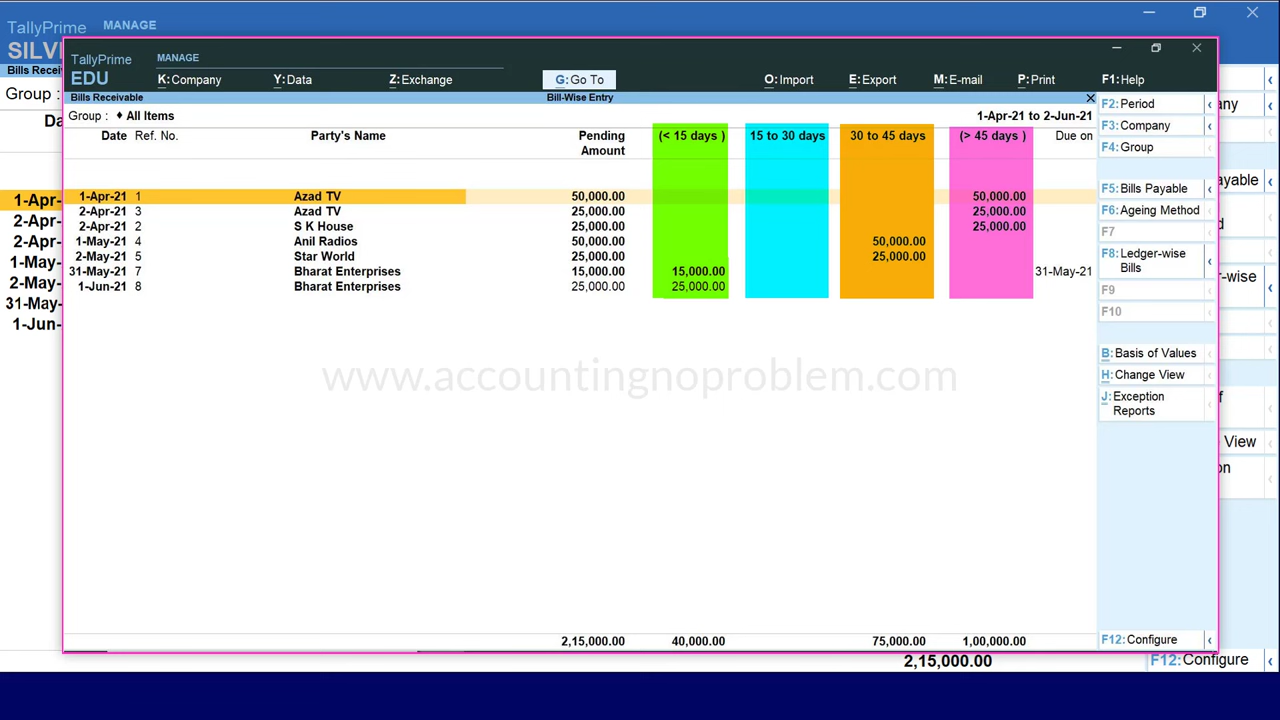 TallyPrime MANAGE
SILV
Bills Recei
Group :
Da
1-Apr-
2-Apr-
2-Apr-
1-May-
2-May-
31-May-
1-Jun-
TallyPrime MANAGE
EDU K:Company Y:Data Z:Exchange G:Go To O:Import E:Export M:E-mail P:Print F1:Help
Bills Receivable Bill-Wise Entry
Group : ♦ All Items 1-Apr-21 to 2-Jun-21
Date Ref. No. Party's Name Pending (< 15 days ) 15 to 30 days 30 to 45 days (> 45 days ) Due on
Amount
1-Apr-21 1 Azad TV 50,000.00 50,000.00
2-Apr-21 3 Azad TV 25,000.00 25,000.00
2-Apr-21 2 S K House 25,000.00 25,000.00
1-May-21 4 Anil Radios 50,000.00 50,000.00
2-May-21 5 Star World 25,000.00 25,000.00
31-May-21 7 Bharat Enterprises 15,000.00 15,000.00 31-May-21
1-Jun-21 8 Bharat Enterprises 25,000.00 25,000.00
www.accountingnoproblem.com
2,15,000.00 40,000.00 75,000.00 1,00,000.00
F2:Period
F3:Company
F4:Group
F5:Bills Payable
F6:Ageing Method
F7
F8:Ledger-wise
Bills
F9
F10
B:Basis of Values
H:Change View
J:Exception
Reports
F12:Configure
ny
ayable
d
-wise
f
View
on
2,15,000.00 F12:Configure